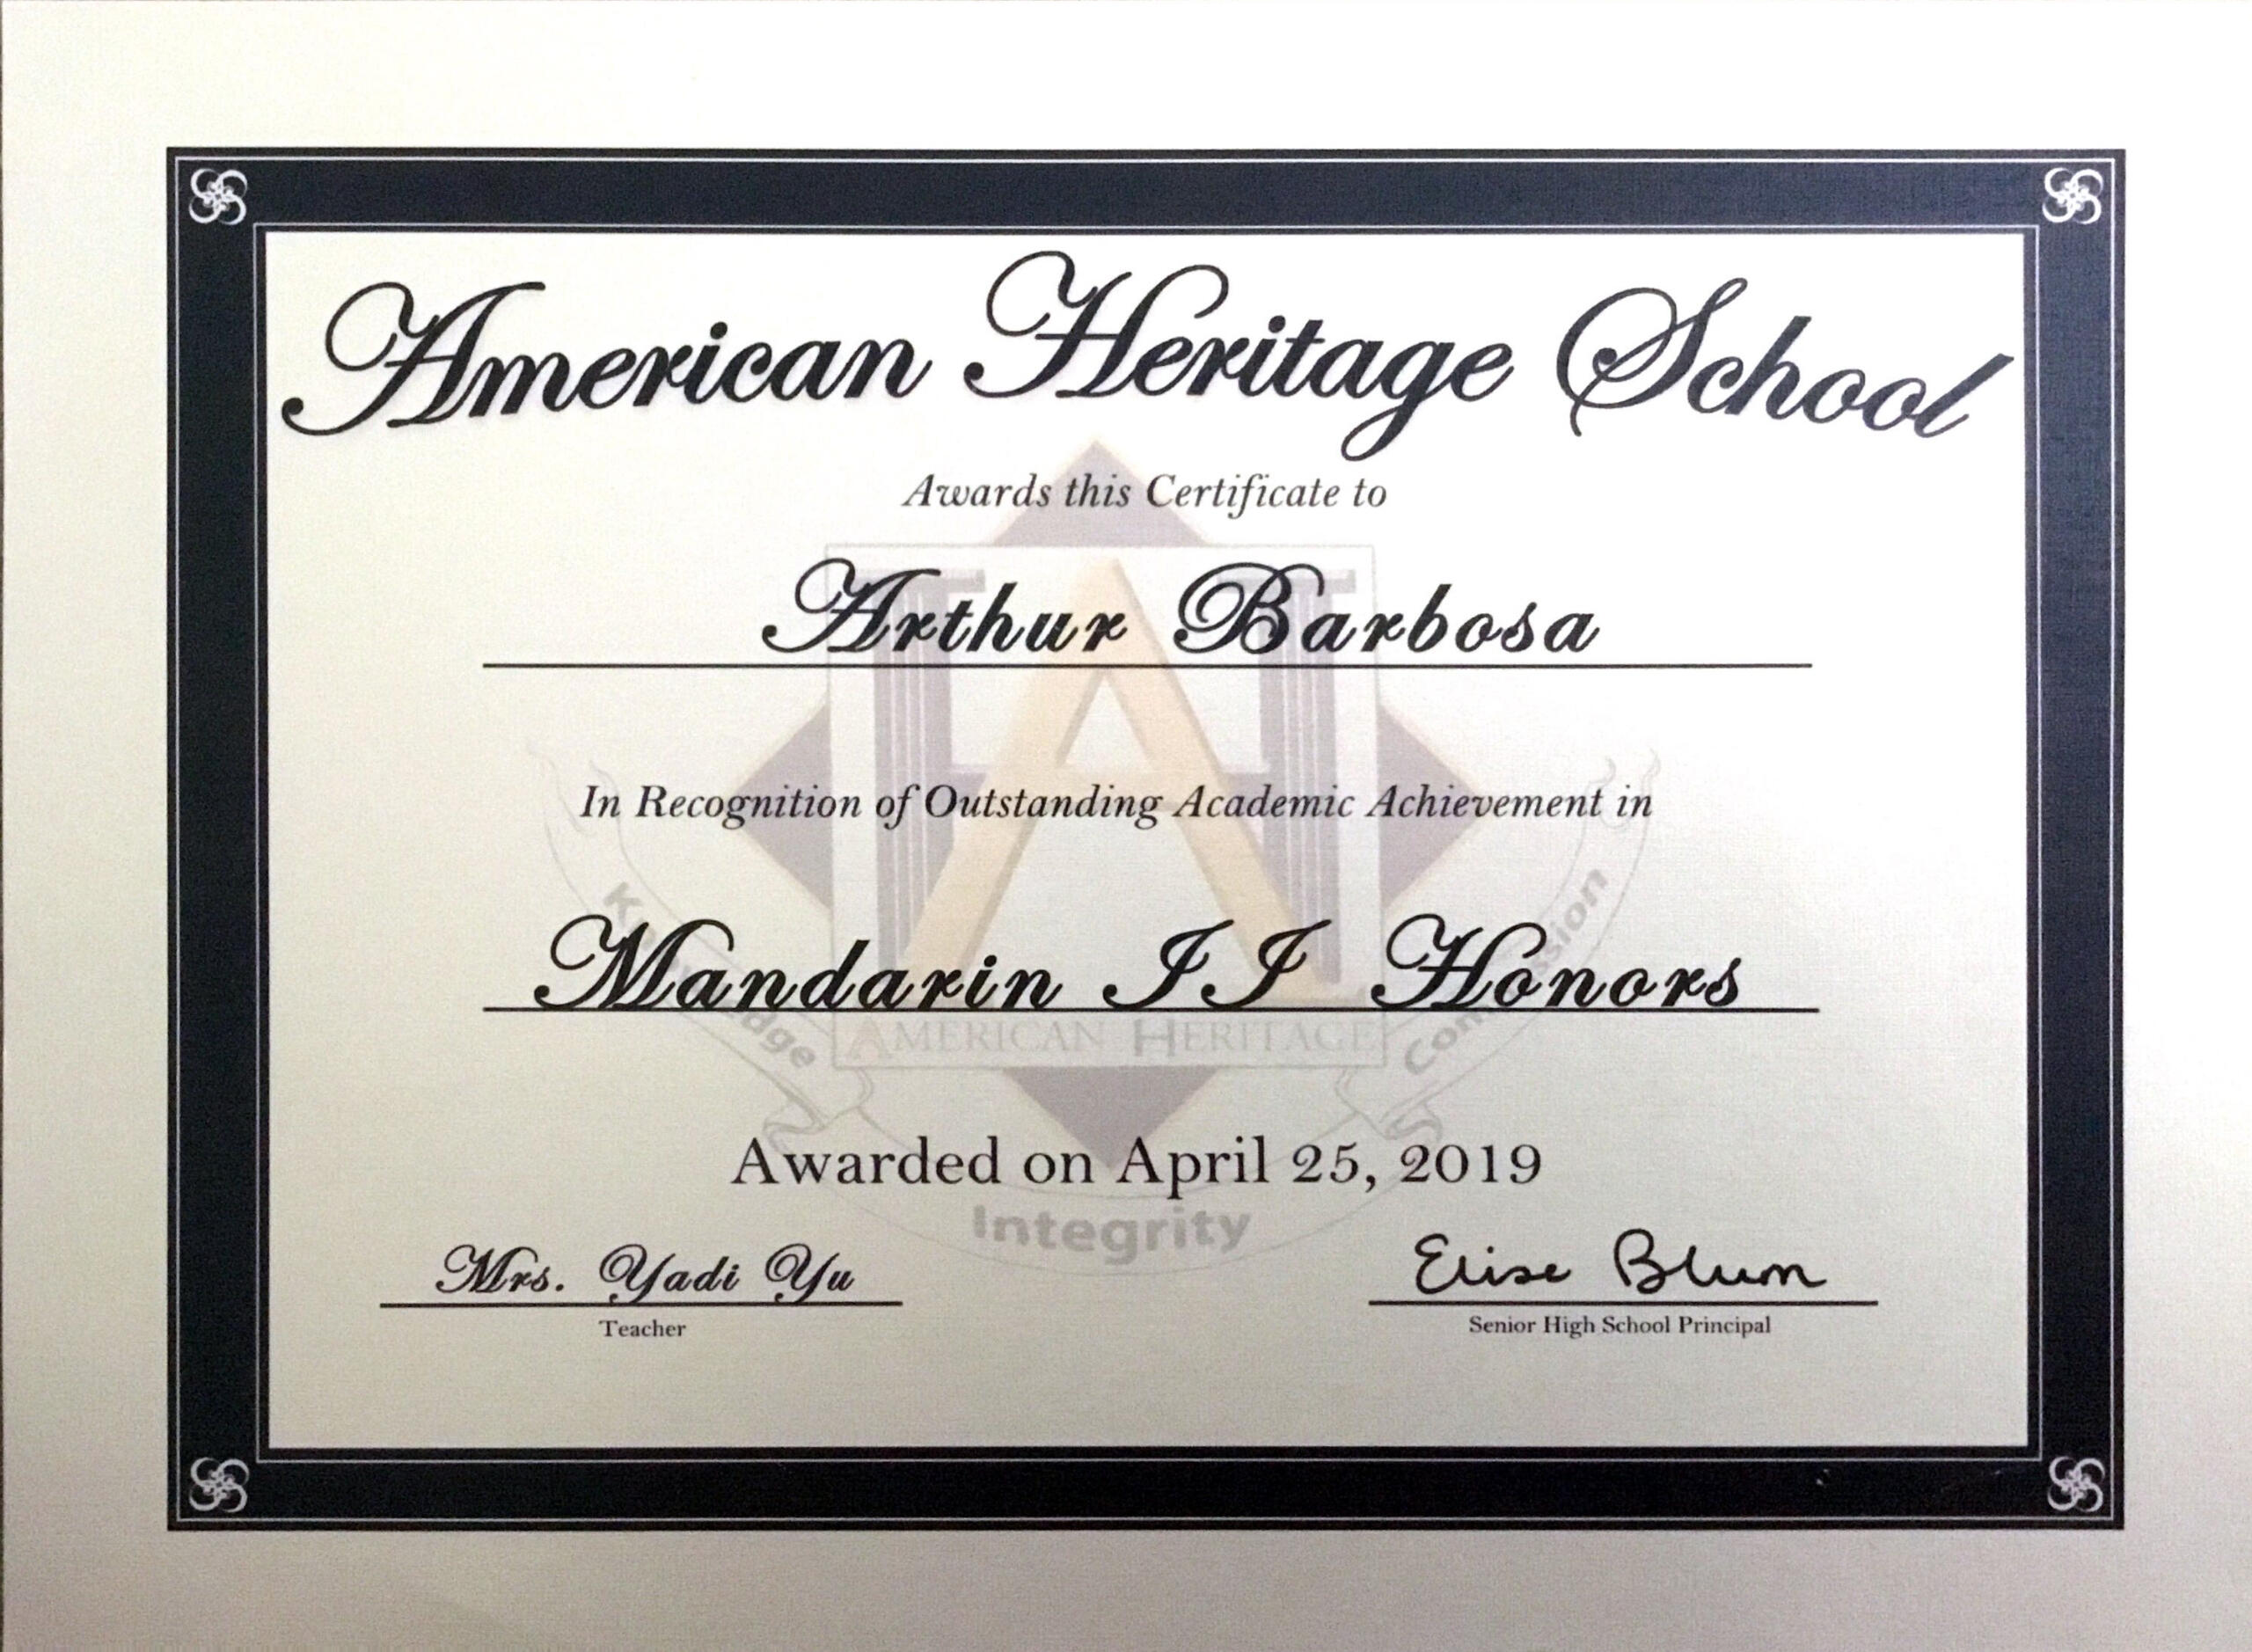 American Heritage School
Awards this Certificate to
Arthur Barbosa
In Recognition of Outstanding Academic Achievement in
Mandarin II Honors
AMERICAN HERITAGE
Awarded on April 25, 2019
Integrity
Mrs. Yadi Yu
Elise Blum
Teacher
Senior High School Principal